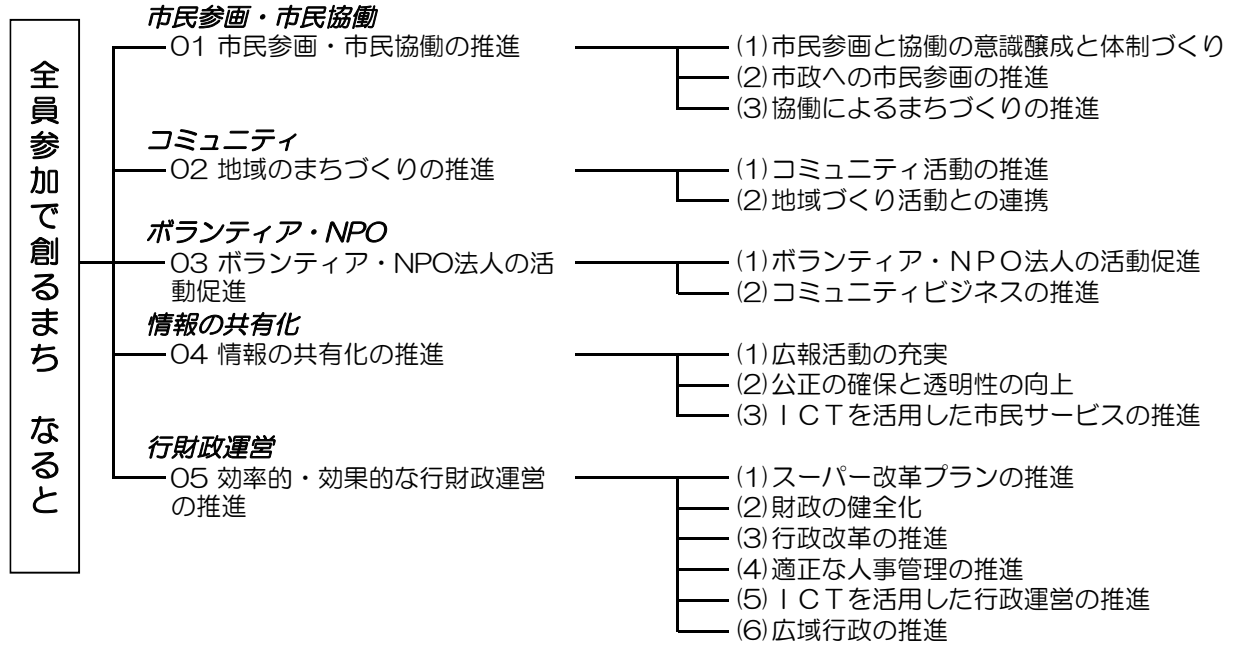 全員参加で創るまち　なると
市民参画・市民協働
01 市民参画・市民協働の推進
(1)市民参画と協働の意識醸成と体制づくり
(2)市政への市民参画の推進
(3)協働によるまちづくりの推進
コミュニティ
02 地域のまちづくりの推進
(1)コミュニティ活動の推進
(2)地域づくり活動との連携
ボランティア・NPO
03 ボランティア・NPO法人の活
動促進
(1)ボランティア・ＮＰＯ法人の活動促進
(2)コミュニティビジネスの推進
情報の共有化
04 情報の共有化の推進
(1)広報活動の充実
(2)公正の確保と透明性の向上
(3)ＩＣＴを活用した市民サービスの推進
行財政運営
05 効率的・効果的な行財政運営
の推進
(1)スーパー改革プランの推進
(2)財政の健全化
(3)行政改革の推進
(4)適正な人事管理の推進
(5)ＩＣＴを活用した行政運営の推進
(6)広域行政の推進